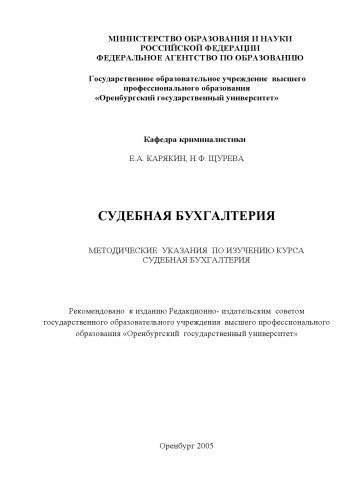 МИНИСТЕРСТВО ОБРАЗОВАНИЯ И НАУКИ
РОССИЙСКОЙ ФЕДЕРАЦИИ
ФЕДЕРАЛЬНОЕ АГЕНТСТВО ПО ОБРАЗОВАНИЮ
Государственное образовательное учреждение высшего
профессионального образования
«Оренбургский государственный университет»
Кафедра криминалистики
Е.А. КАРЯКИН, Н.Ф. ЩУРЕВА
СУДЕБНАЯ БУХГАЛТЕРИЯ
МЕТОДИЧЕСКИЕ УКАЗАНИЯ ПО ИЗУЧЕНИЮ КУРСА
СУДЕБНАЯ БУХГАЛТЕРИЯ
Рекомендовано к изданию Редакционно- издательским советом
государственного образовательного учреждения высшего профессионального
образования «Оренбургский государственный университет»
Оренбург 2005